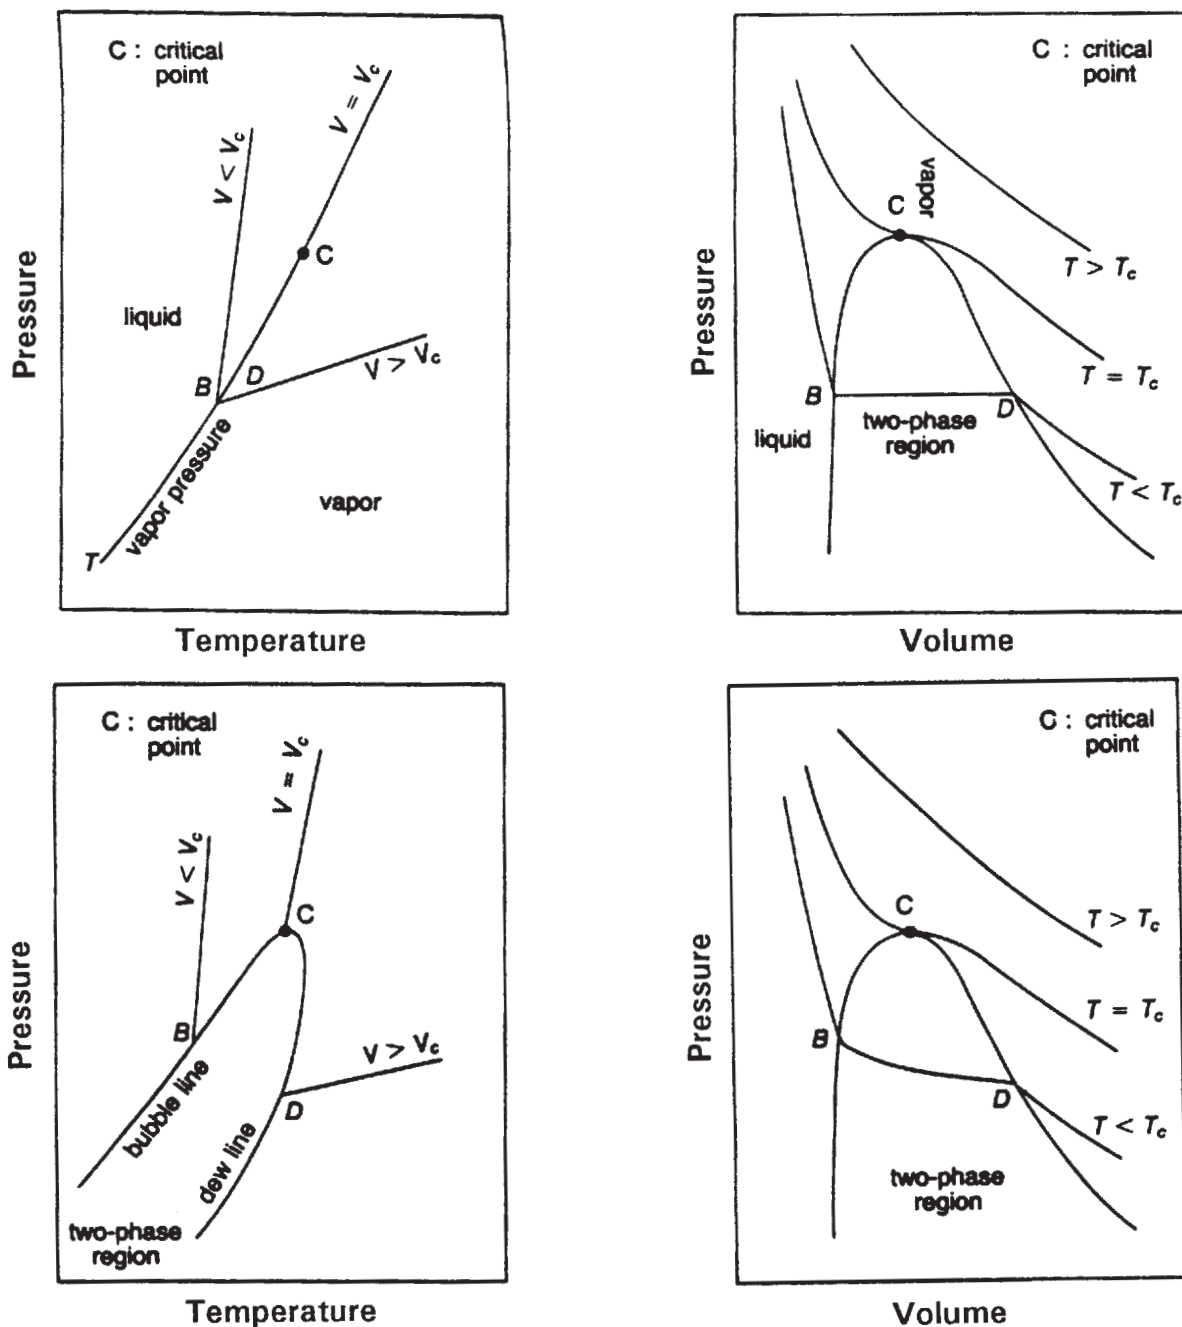 C : critical
point
V = Vc
V < Vc
C
liquid
B
D
V > Vc
vapor pressure
vapor
T
Pressure
Temperature
C : critical
point
vapor
C
T > Tc
T = Tc
B
D
two-phase
region
liquid
T < Tc
Pressure
Volume
C : critical
point
V = Vc
V < Vc
C
B
V > Vc
D
bubble line
dew line
two-phase
region
Pressure
Temperature
C : critical
point
C
T > Tc
T = Tc
B
D
T < Tc
two-phase
region
Pressure
Volume